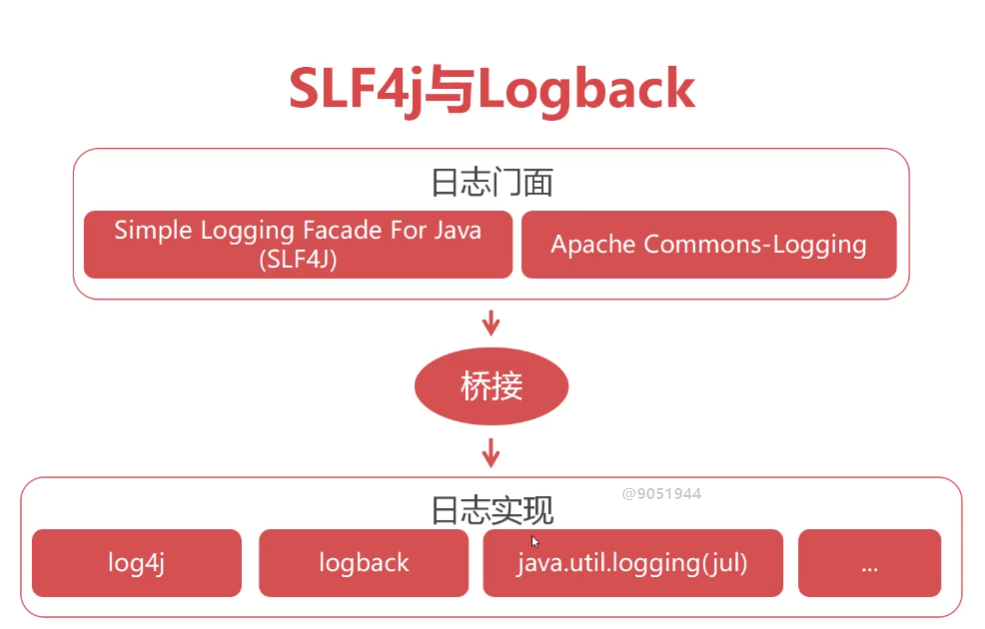 SLF4j与Logback
日志门面
Simple Logging Facade For Java
(SLF4J)
Apache Commons-Logging
桥接
@9051944
日志实现
log4j
logback
java.util.logging(jul)
...